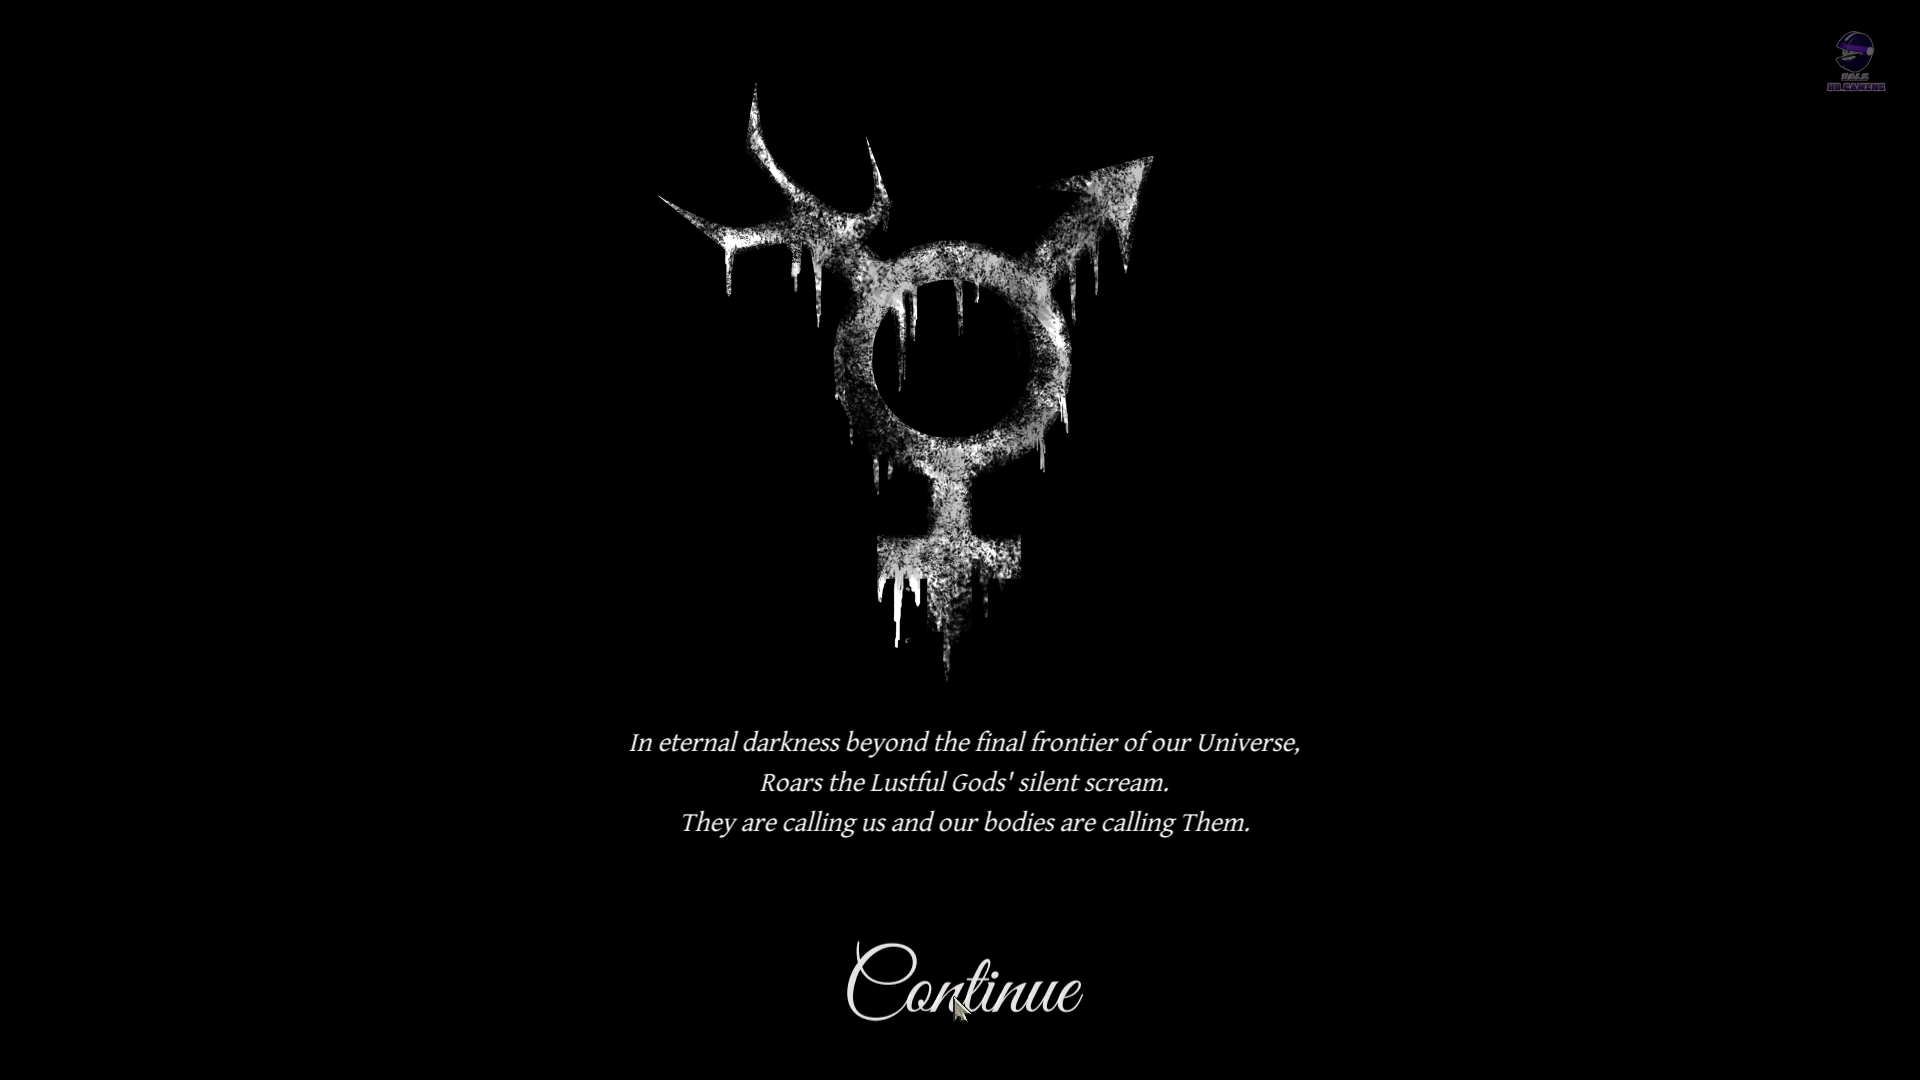 In eternal darkness beyond the final frontier of our Universe,
Roars the Lustful Gods' silent scream.
They are calling us and our bodies are calling Them.
Continue